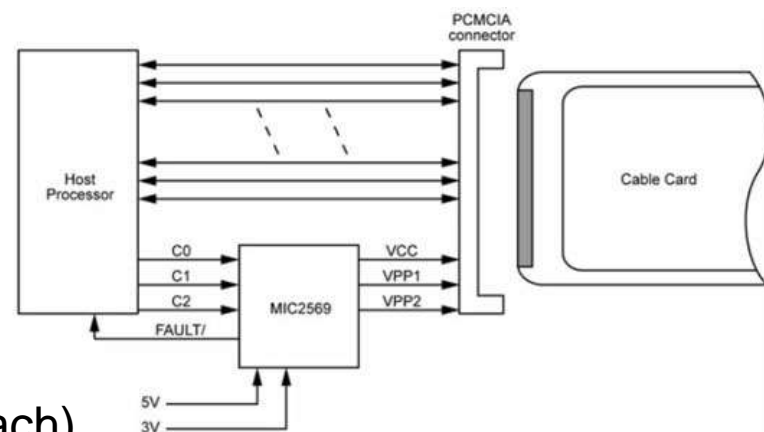 PCMCIA
connector
Host
Processor
Cable Card
C0
VCC
C1
VPP1
C2
MIC2569
VPP2
FAULT/
5V
3V
ach)